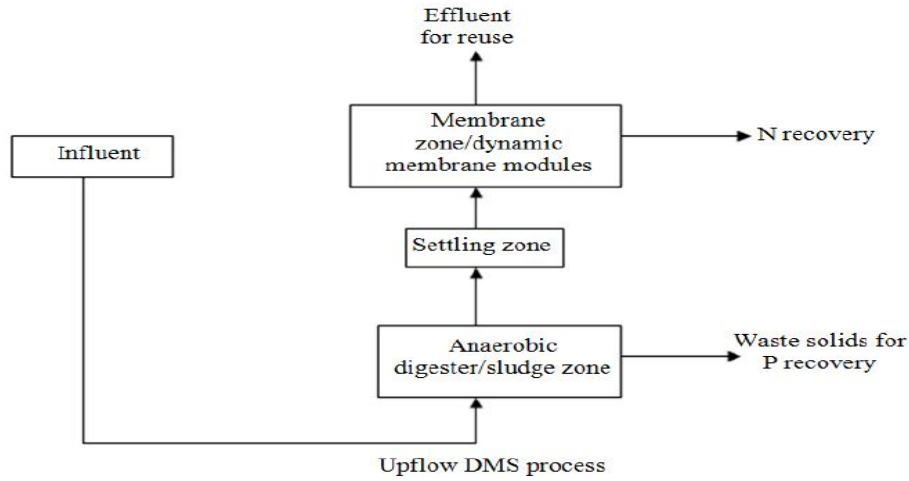 Effluent
for reuse
Membrane
zone/dynamic
membrane modules
N recovery
Influent
Settling zone
Anaerobic
digester/sludge zone
Waste solids for
P recovery
Upflow DMS process